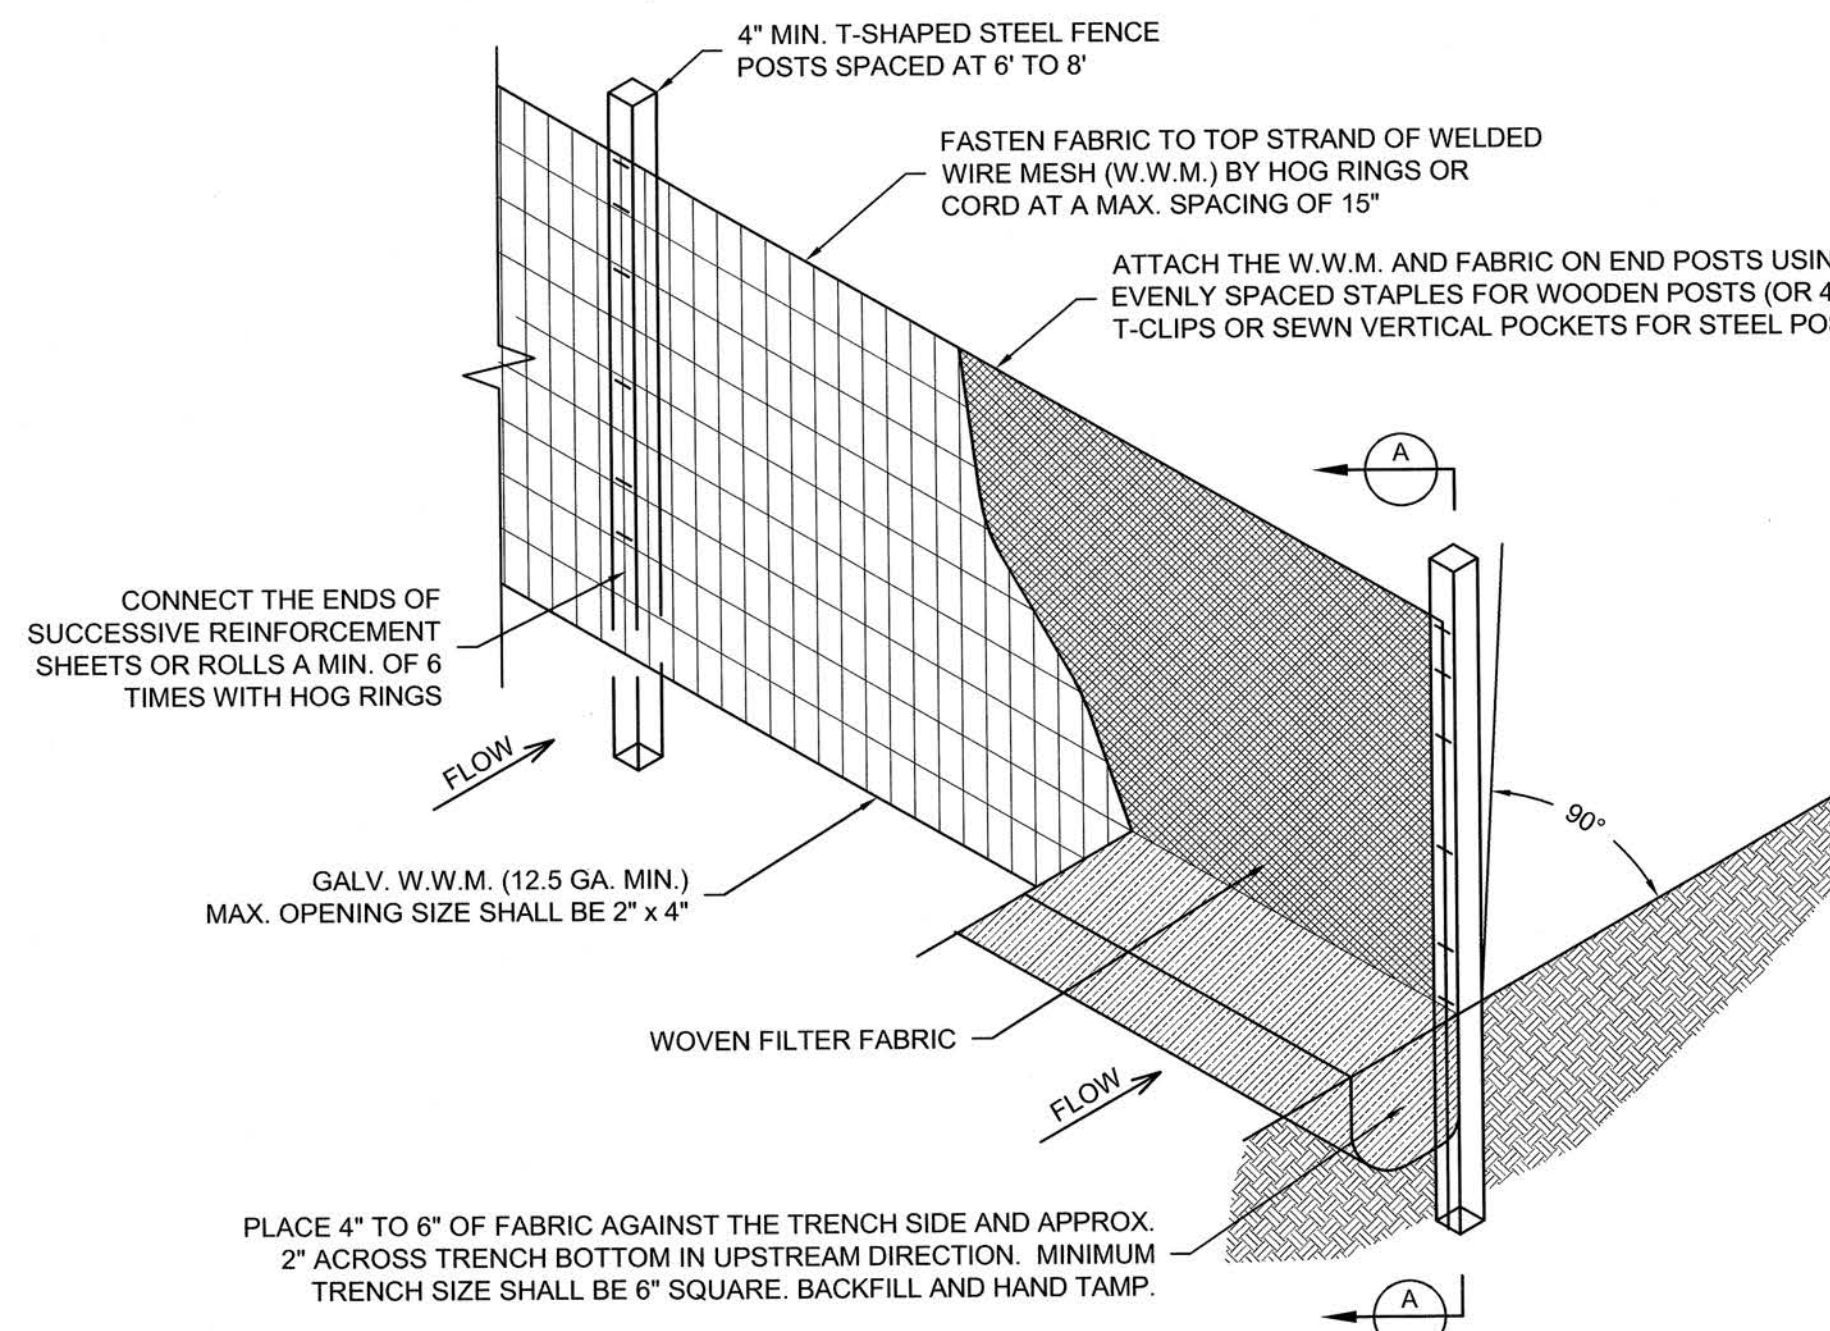 4" MIN. T-SHAPED STEEL FENCE
POSTS SPACED AT 6' TO 8'
FASTEN FABRIC TO TOP STRAND OF WELDED
WIRE MESH (W.W.M.) BY HOG RINGS OR
CORD AT A MAX. SPACING OF 15"
ATTACH THE W.W.M. AND FABRIC ON END POSTS
EVENLY SPACED STAPLES FOR WOODEN POSTS (OR 4
T-CLIPS OR SEWN VERTICAL POCKETS FOR STEEL
A
CONNECT THE ENDS OF
SUCCESSIVE REINFORCEMENT
SHEETS OR ROLLS A MIN. OF 6
TIMES WITH HOG RINGS
FLOW
90°
GALV. W.W.M. (12.5 GA. MIN.)
MAX. OPENING SIZE SHALL BE 2" x 4"
WOVEN FILTER FABRIC
FLOW
PLACE 4" TO 6" OF FABRIC AGAINST THE TRENCH SIDE AND APPROX.
2" ACROSS TRENCH BOTTOM IN UPSTREAM DIRECTION. MINIMUM
TRENCH SIZE SHALL BE 6" SQUARE. BACKFILL AND HAND TAMP.
A